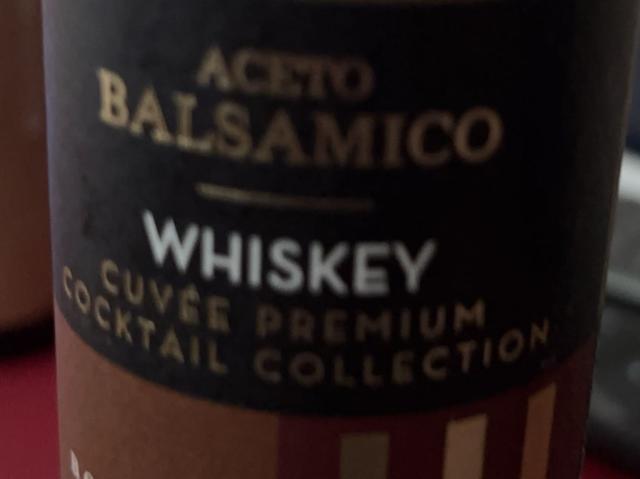 ACETO
BALSAMICO
WHISKEY
CUVÉE PREMIUM
COCKTAIL COLLECTION